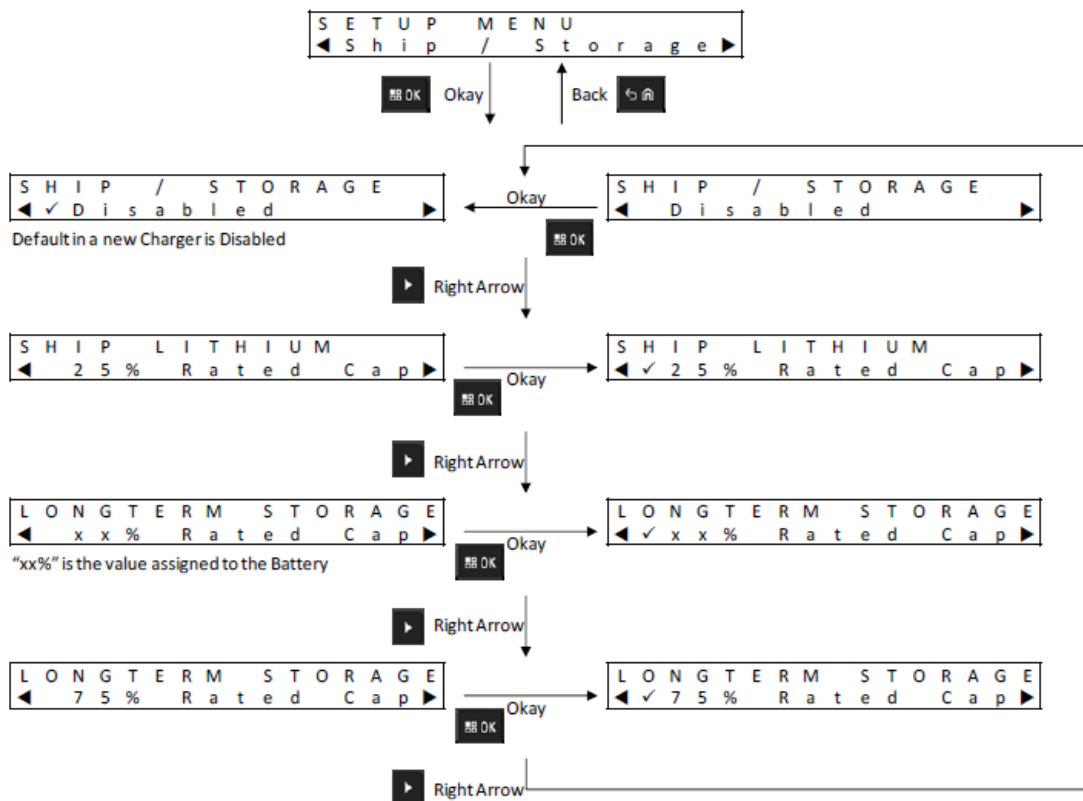 SETUP MENU
◀Ship / Storage▶
OK Okay Back
Okay
SHIP / STORAGE
◀✓Disabled ▶
SHIP / STORAGE
◀ Disabled ▶
Default in a new Charger is Disabled
OK
Right Arrow
SHIP LITHIUM
◀ 25% Rated Cap▶
Okay
OK
SHIP LITHIUM
◀✓25% Rated Cap▶
Right Arrow
LONGTERM STORAGE
◀ xx% Rated Cap▶
Okay
OK
LONGTERM STORAGE
◀✓xx% Rated Cap▶
"xx%" is the value assigned to the Battery
Right Arrow
LONGTERM STORAGE
◀ 75% Rated Cap▶
Okay
OK
LONGTERM STORAGE
◀✓75% Rated Cap▶
Right Arrow